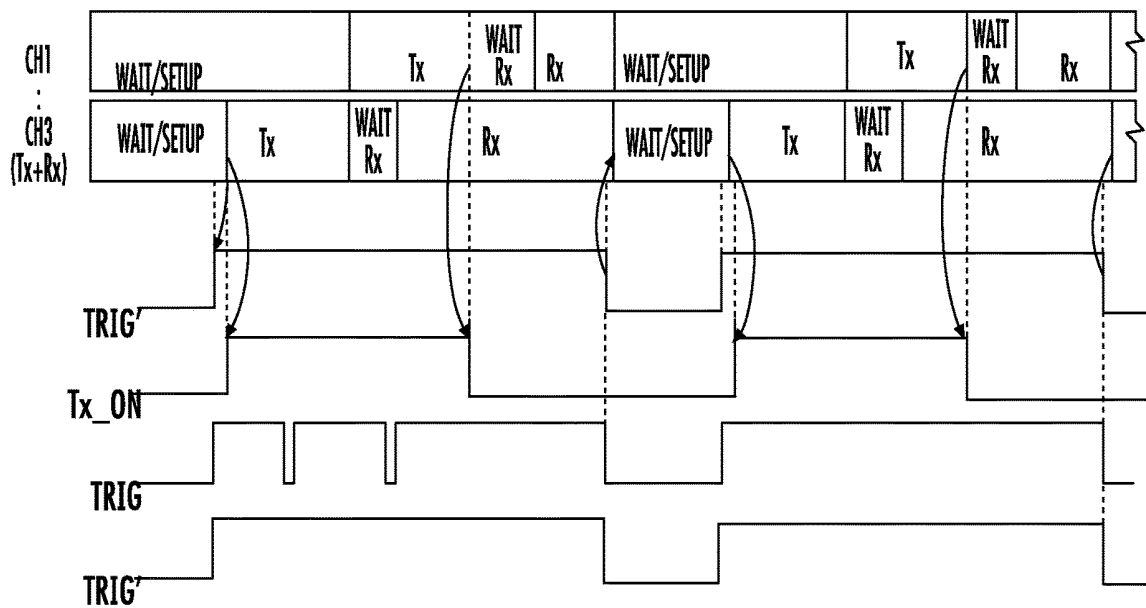 CH1
WAIT/SETUP
Tx
WAIT
Rx
Rx
WAIT/SETUP
Tx
WAIT
Rx
Rx
CH3
(Tx+Rx)
WAIT/SETUP
Tx
WAIT
Rx
Rx
WAIT/SETUP
Tx
WAIT
Rx
Rx
TRIG'
Tx_ON
TRIG
TRIG'